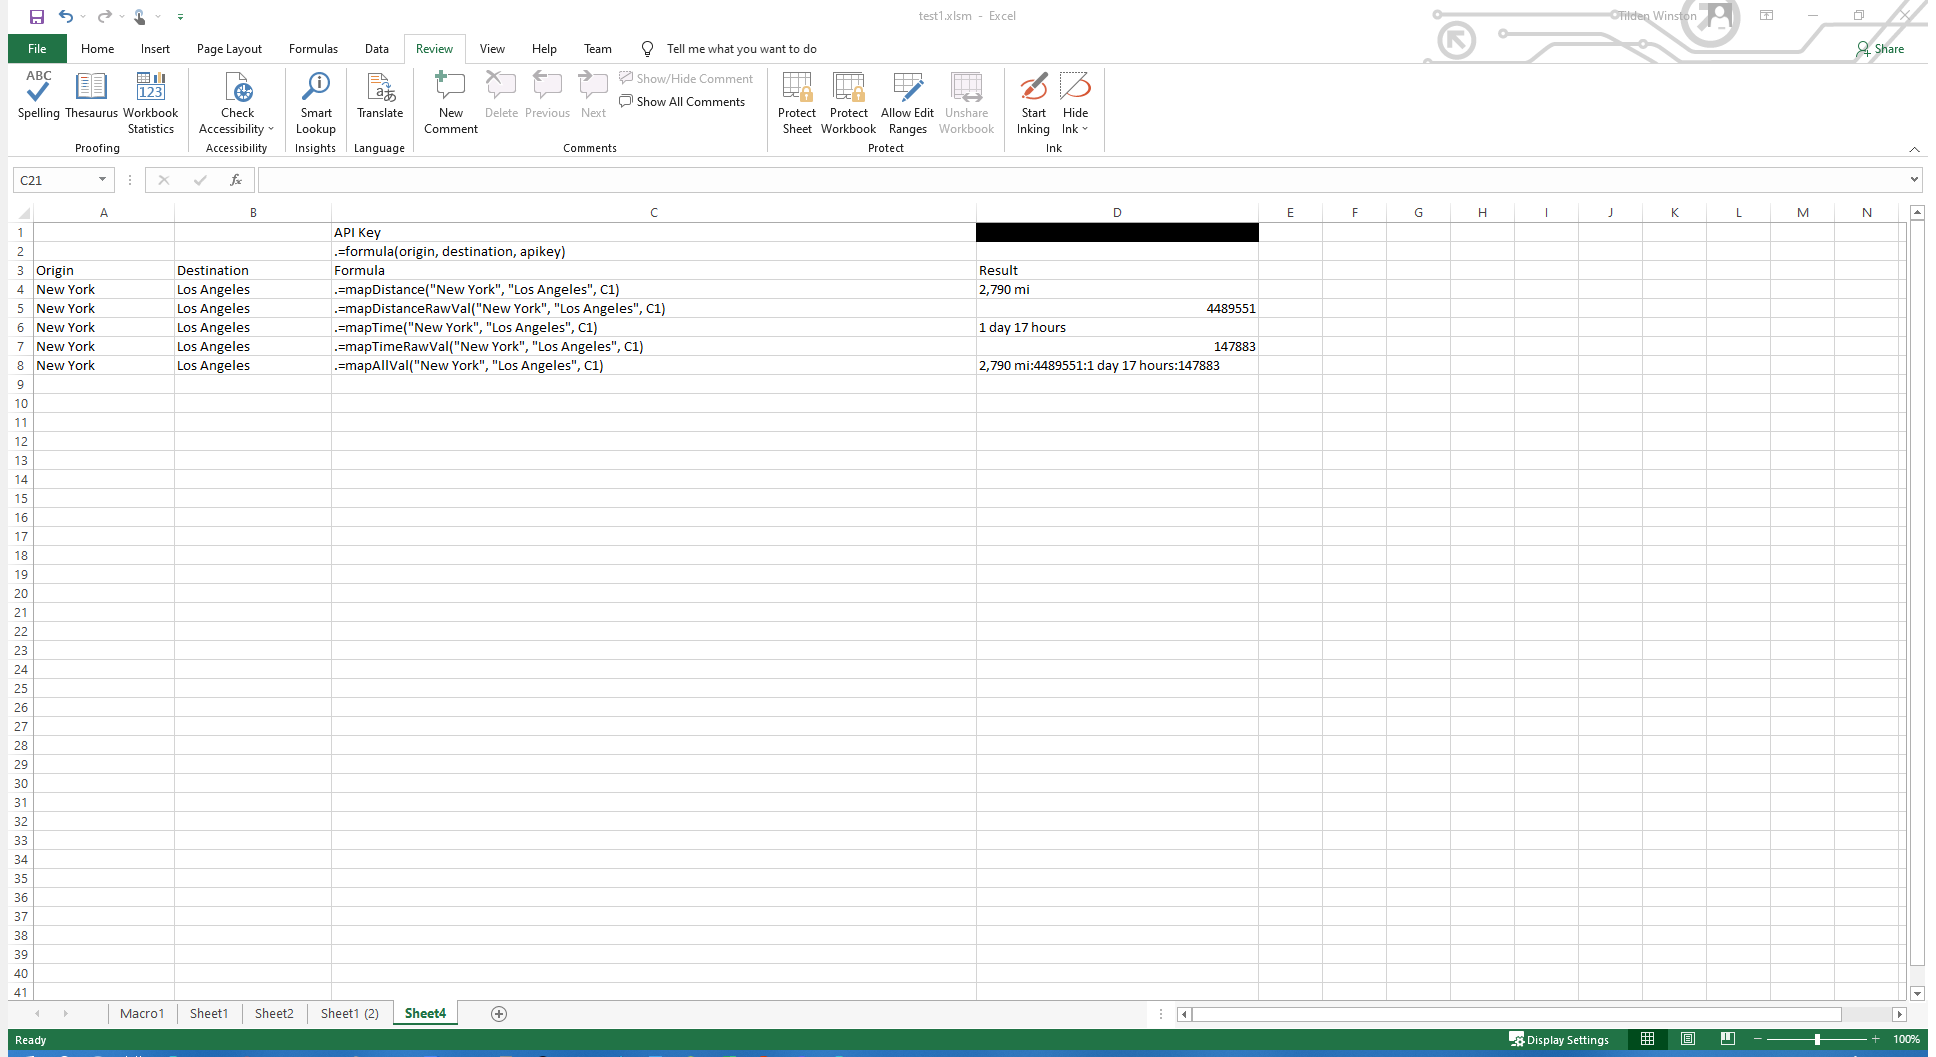 test1.xlsm - Excel
Tilden Winston
File Home Insert Page Layout Formulas Data Review View Help Team Tell me what you want to do Share
ABC
123
Spelling Thesaurus Workbook Statistics
Check Accessibility
Smart Lookup
Translate
New Comment
Delete Previous Next
Show/Hide Comment
Show All Comments
Protect Sheet
Protect Workbook
Allow Edit Ranges
Unshare Workbook
Start Inking
Hide Ink
Proofing Accessibility Insights Language Comments Protect Ink
C21 fx
A B C D E F G H I J K L M N
1 API Key
2 .=formula(origin, destination, apikey)
3 Origin Destination Formula Result
4 New York Los Angeles .=mapDistance("New York", "Los Angeles", C1) 2,790 mi
5 New York Los Angeles .=mapDistanceRawVal("New York", "Los Angeles", C1) 4489551
6 New York Los Angeles .=mapTime("New York", "Los Angeles", C1) 1 day 17 hours
7 New York Los Angeles .=mapTimeRawVal("New York", "Los Angeles", C1) 147883
8 New York Los Angeles .=mapAllVal("New York", "Los Angeles", C1) 2,790 mi:4489551:1 day 17 hours:147883
9
10
11
12
13
14
15
16
17
18
19
20
21
22
23
24
25
26
27
28
29
30
31
32
33
34
35
36
37
38
39
40
41
Macro1 Sheet1 Sheet2 Sheet1 (2) Sheet4
Ready Display Settings 100%